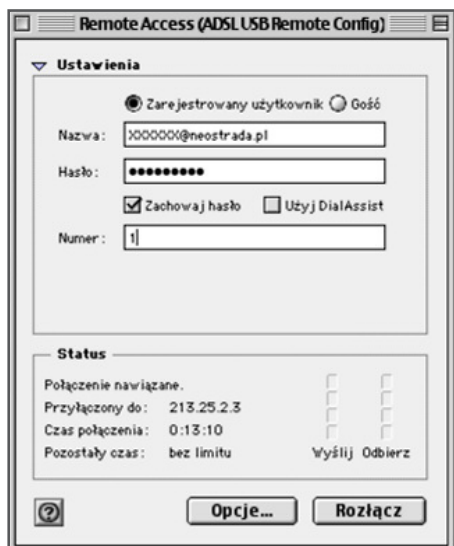 Remote Access (ADSL USB Remote Config)
Ustawienia
Zarejestrowany użytkownik Gość
Nazwa: XXXXXX@neostrada.pl
Hasło: •••••••••
Zachowaj hasło Użyj DialAssist
Numer: 1
Status
Połączenie nawiązane.
Przyłączony do: 213.25.2.3
Czas połączenia: 0:13:10
Pozostały czas: bez limitu Wyślij Odbierz
? Opcje... Rozłącz